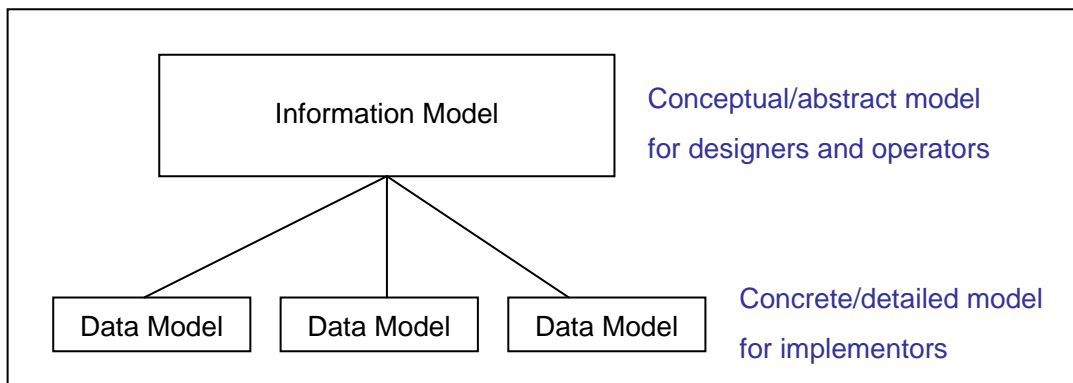 Information Model
Conceptual/abstract model
for designers and operators
Data Model
Data Model
Data Model
Concrete/detailed model
for implementors